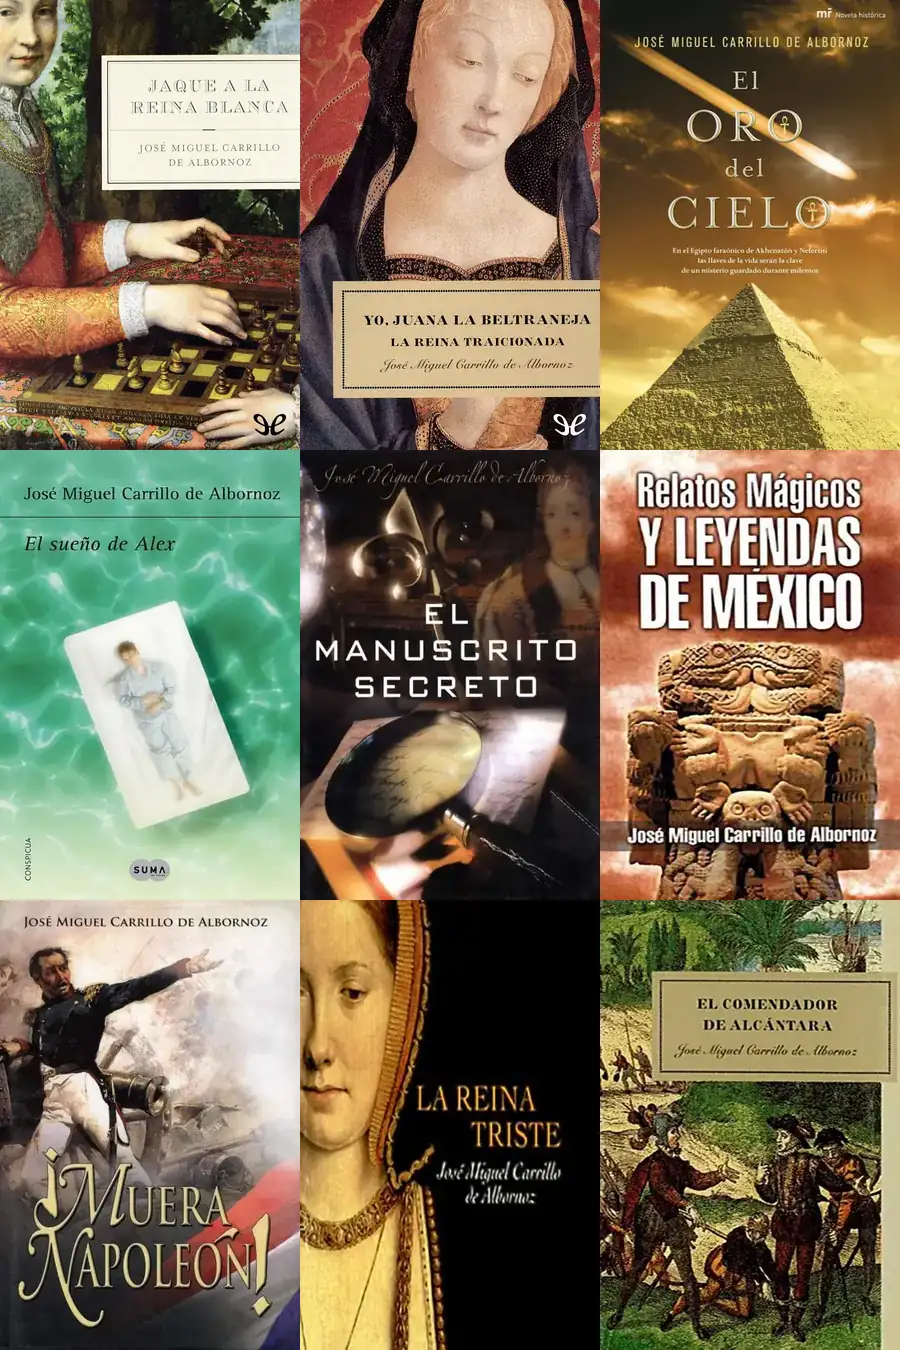 JAQUE A LA
REINA BLANCA
JOSÉ MIGUEL CARRILLO
DE ALBORNOZ
YO, JUANA LA BELTRANEJA
LA REINA TRAICIONADA
José Miguel Carrillo de Albornoz
mr Novela histórica
JOSÉ MIGUEL CARRILLO DE ALBORNOZ
El
ORO
del
CIELO
En el Egipto faraónico de Akhenatón y Nefertiti
las llaves de la vida serán la clave
de un misterio guardado durante milenios
José Miguel Carrillo de Albornoz
El sueño de Alex
CONSPICUA
SUMA
José Miguel Carrillo de Albornoz
EL
MANUSCRITO
SECRETO
Relatos Mágicos
Y LEYENDAS
DE MÉXICO
José Miguel Carrillo de Albornoz
JOSÉ MIGUEL CARRILLO DE ALBORNOZ
¡MUERA
NAPOLEÓN!
LA REINA
TRISTE
José Miguel Carrillo
de Albornoz
EL COMENDADOR
DE ALCÁNTARA
José Miguel Carrillo de Albornoz